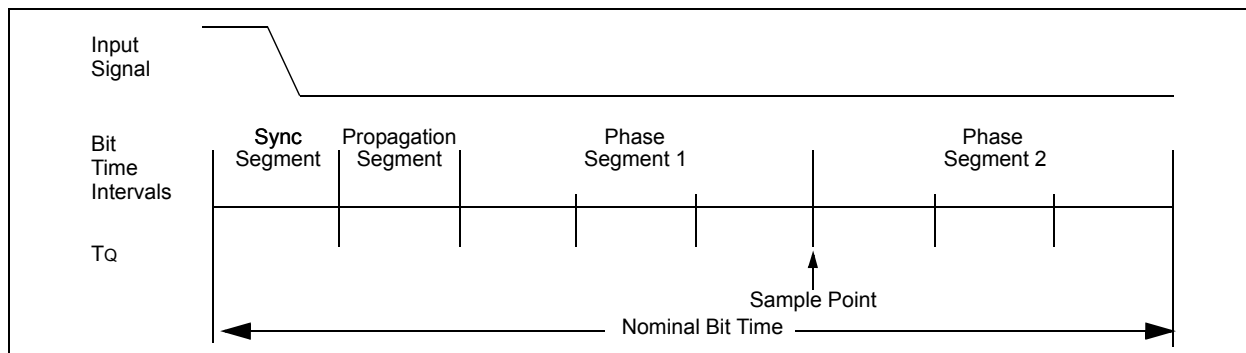 Input
Signal
Bit
Time
Intervals
Sync
Segment
Propagation
Segment
Phase
Segment 1
Phase
Segment 2
TQ
Sample Point
Nominal Bit Time